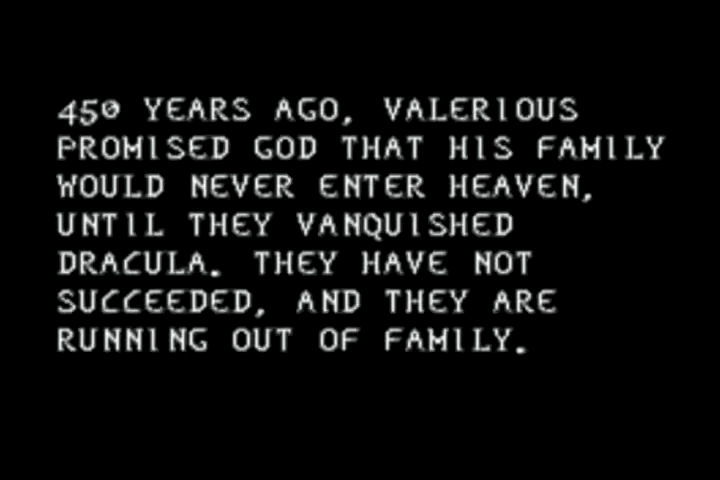 450 YEARS AGO, VALERIOUS
PROMISED GOD THAT HIS FAMILY
WOULD NEVER ENTER HEAVEN,
UNTIL THEY VANQUISHED
DRACULA. THEY HAVE NOT
SUCCEEDED, AND THEY ARE
RUNNING OUT OF FAMILY.